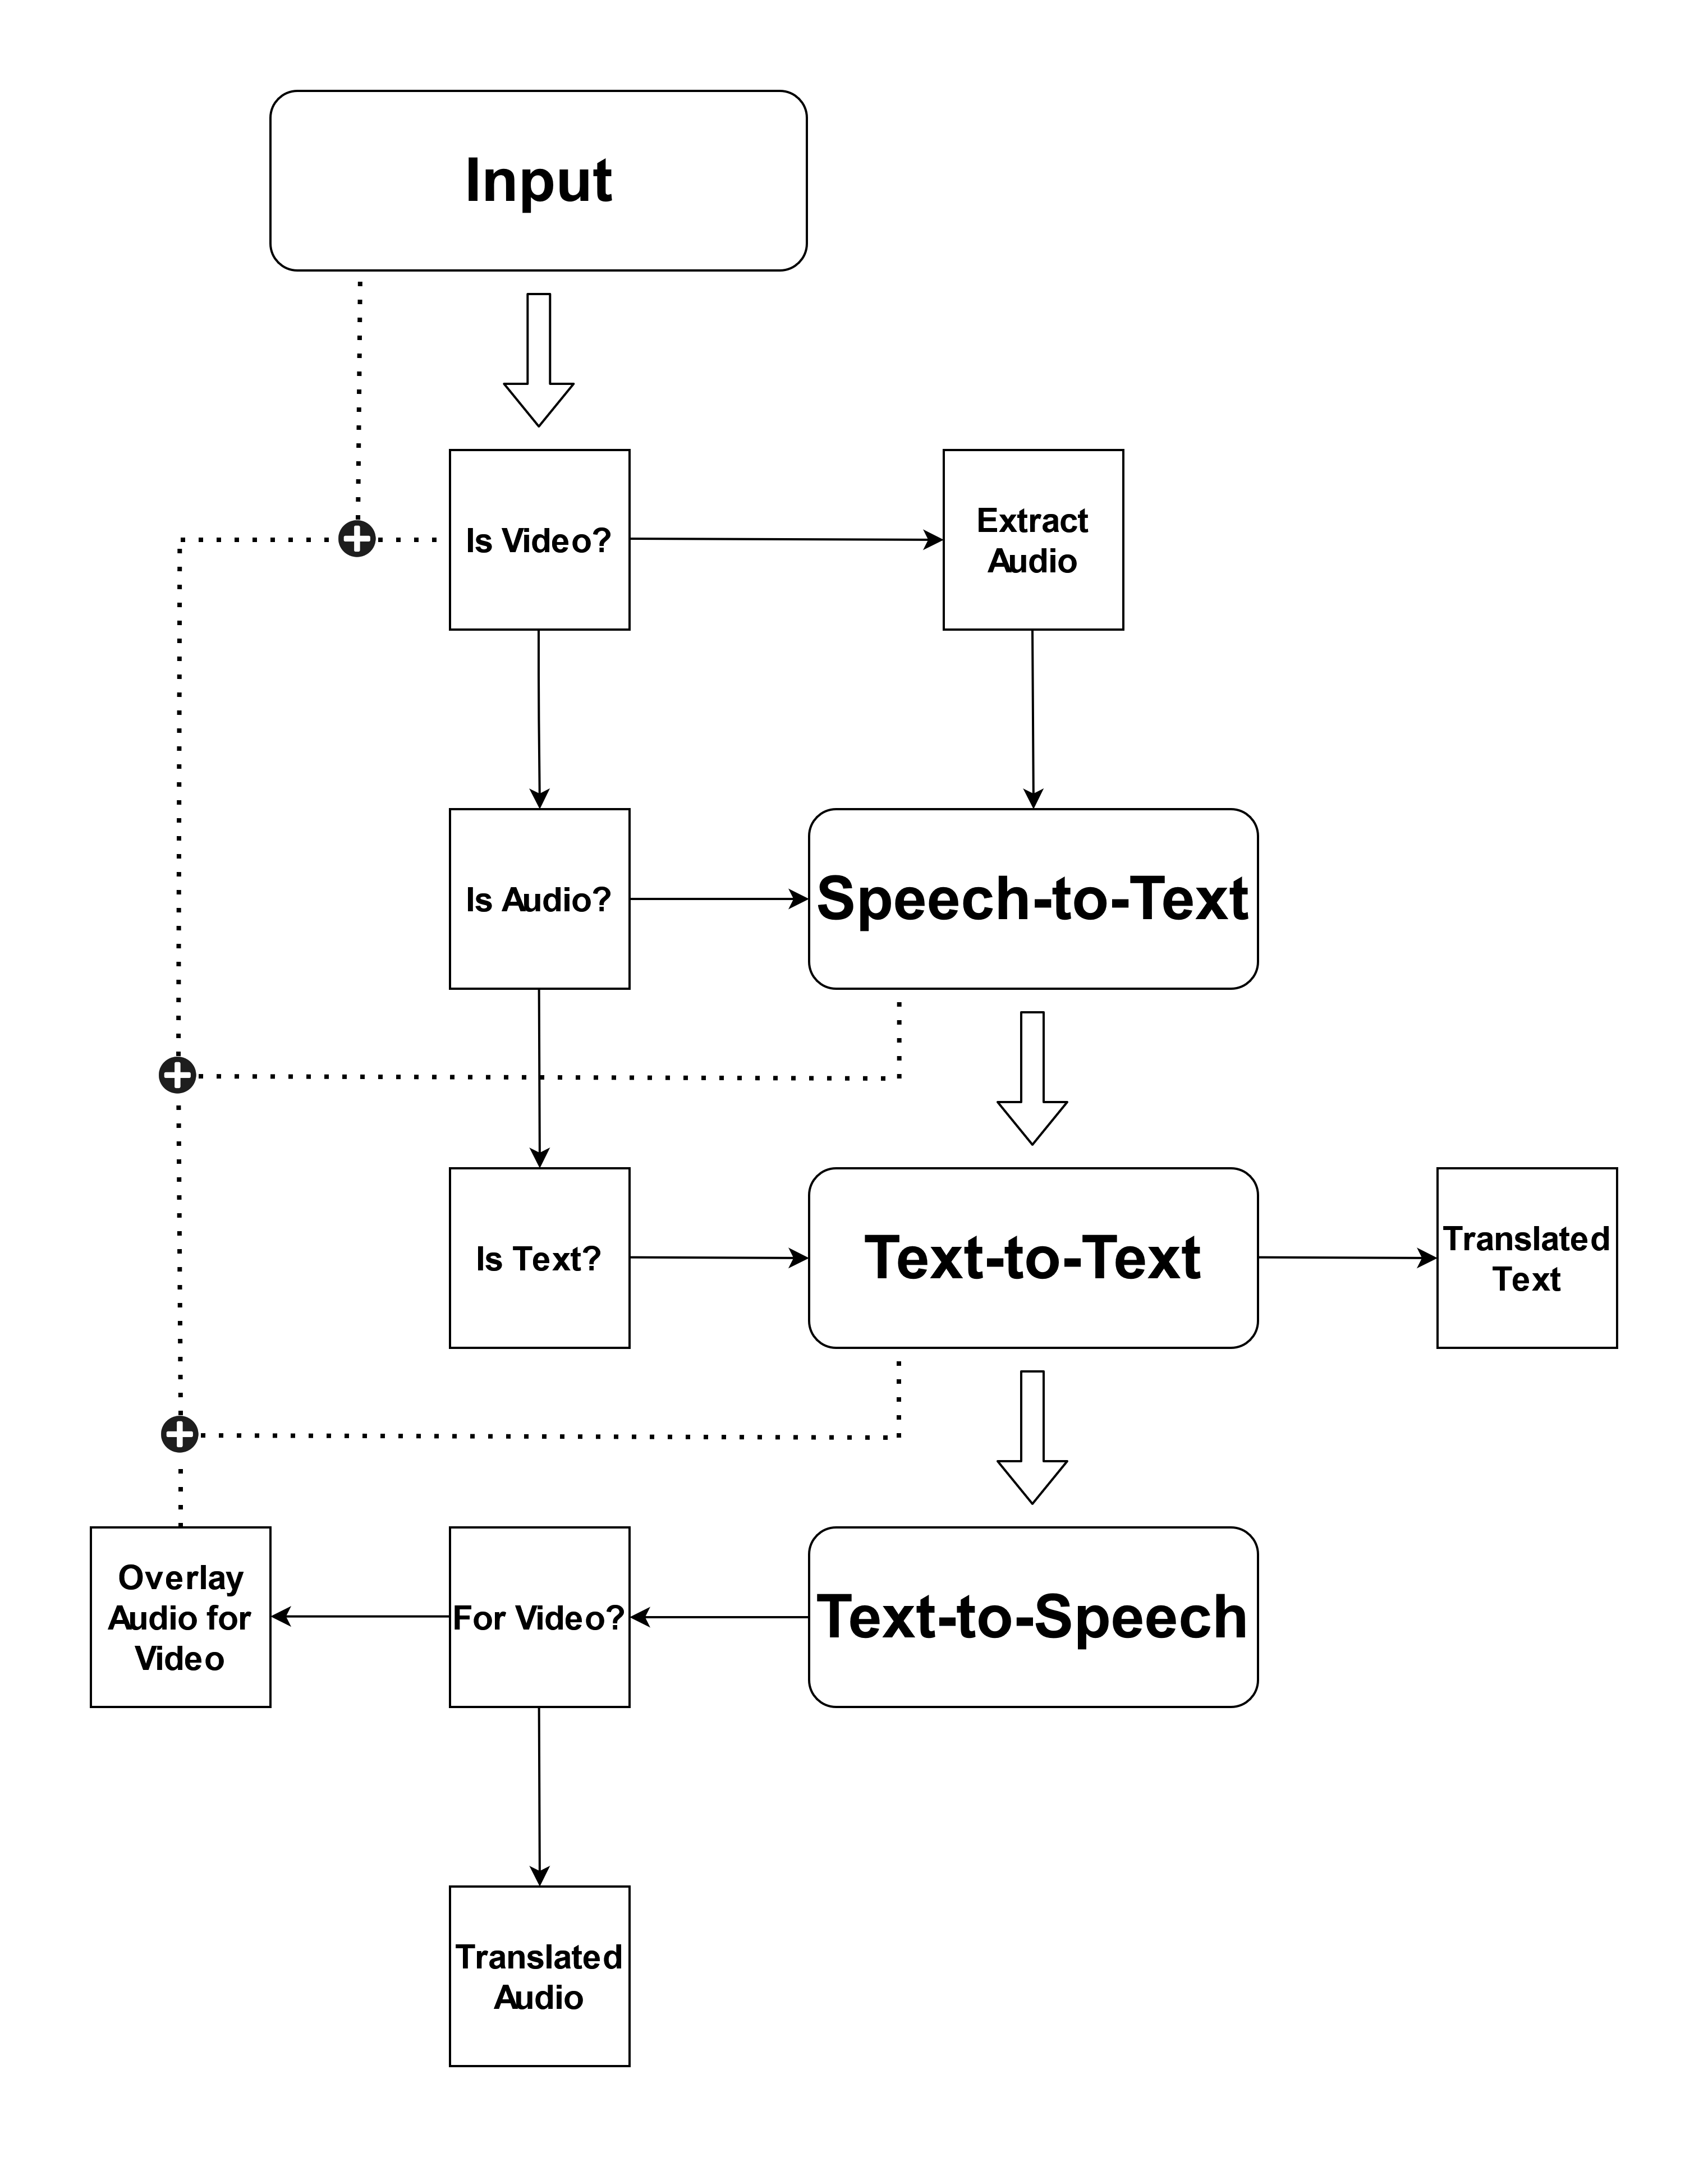 Input
Is Video?
Extract
Audio
Is Audio?
Speech-to-Text
Is Text?
Text-to-Text
Translated
Text
Overlay
Audio for
Video
For Video?
Text-to-Speech
Translated
Audio